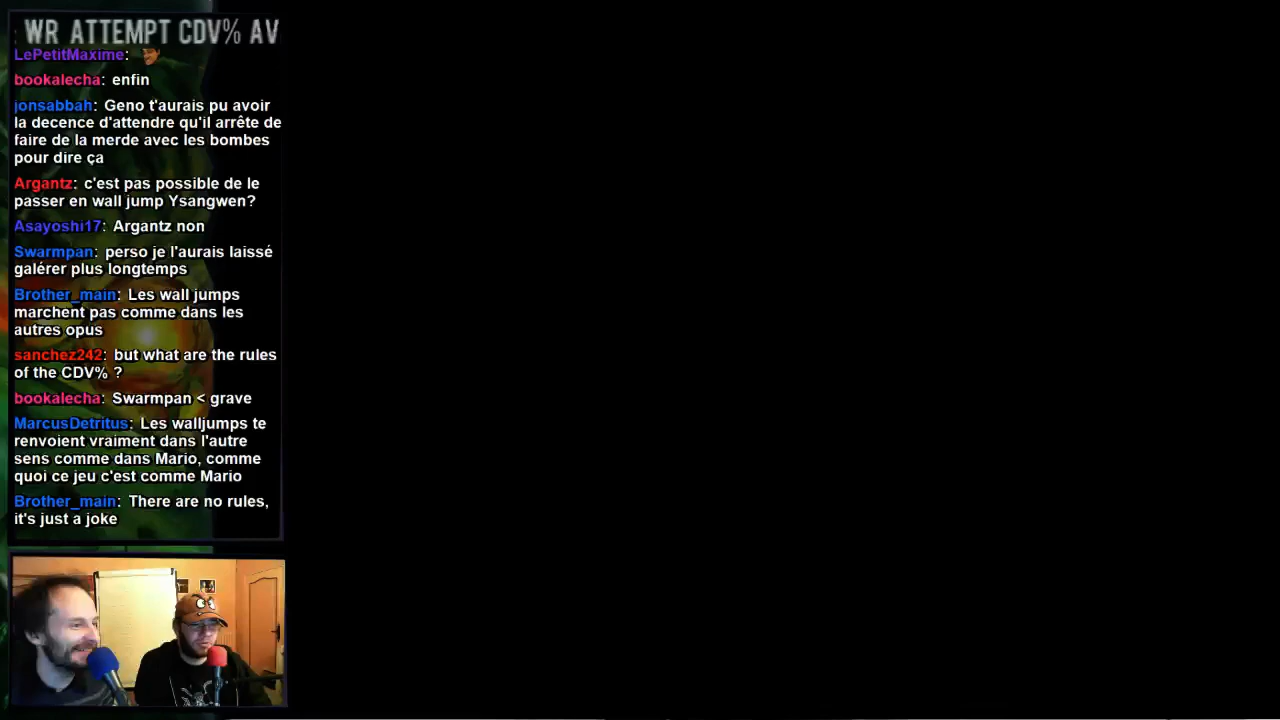 WR ATTEMPT CDV% AV
LePetitMaxime:
bookalecha: enfin
jonsabbah: Geno t'aurais pu avoir
la decence d'attendre qu'il arrête de
faire de la merde avec les bombes
pour dire ça
Argantz: c'est pas possible de le
passer en wall jump Ysangwen?
Asayoshi17: Argantz non
Swarmpan: perso je l'aurais laissé
galérer plus longtemps
Brother_main: Les wall jumps
marchent pas comme dans les
autres opus
sanchez242: but what are the rules
of the CDV% ?
bookalecha: Swarmpan < grave
MarcusDetritus: Les walljumps te
renvoient vraiment dans l'autre
sens comme dans Mario, comme
quoi ce jeu c'est comme Mario
Brother_main: There are no rules,
it's just a joke